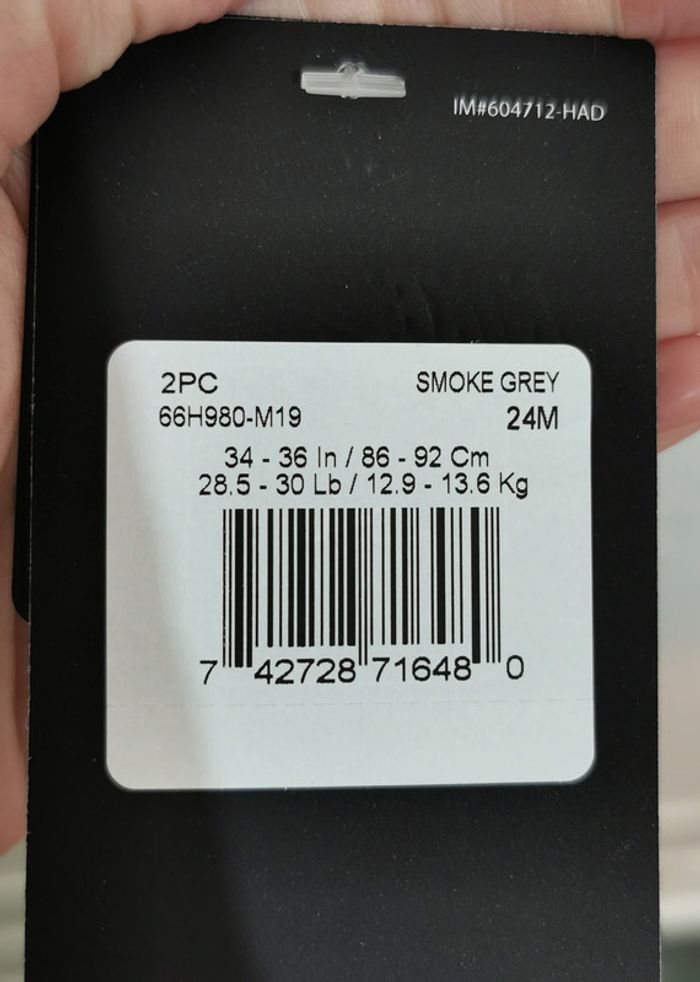 IM#604712-HAD
2PC SMOKE GREY
66H980-M19 24M
34 - 36 In / 86 - 92 Cm
28.5 - 30 Lb / 12.9 - 13.6 Kg
7 42728 71648 0